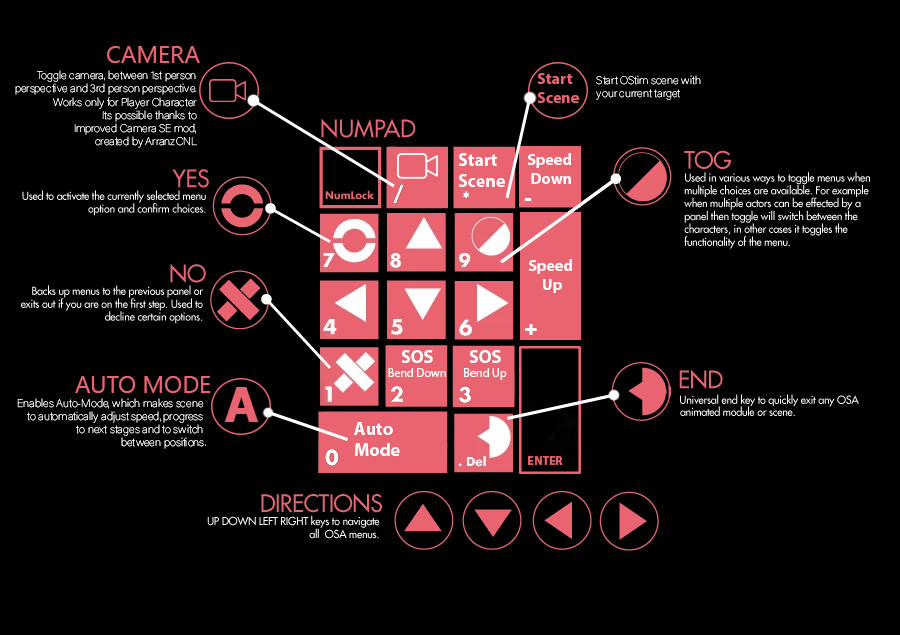 CAMERA
Toggle camera, between 1st person
perspective and 3rd person perspective.
Works only for Player Character
Its possible thanks to
Improved Camera SE mod,
created by ArranzCNL
Start
Scene
Start OStim scene with
your current target
NUMPAD
YES
Used to activate the currently selected menu
option and confirm choices.
NO
Backs up menus to the previous panel or
exits out if you are on the first step. Used to
decline certain options.
AUTO MODE
Enables Auto-Mode, which makes scene
to automatically adjust speed, progress
to next stages and to switch
between positions.
A
NumLock
/
Start
Scene
*
Speed
Down
-
7
8
9
Speed
Up
+
4
5
6
1
SOS
Bend Down
2
SOS
Bend Up
3
Auto
Mode
0
. Del
ENTER
TOG
Used in various ways to toggle menus when
multiple choices are available. For example
when multiple actors can be effected by a
panel then toggle will switch between the
characters, in other cases it toggles the
functionality of the menu.
END
Universal end key to quickly exit any OSA
animated module or scene.
DIRECTIONS
UP DOWN LEFT RIGHT keys to navigate
all OSA menus.